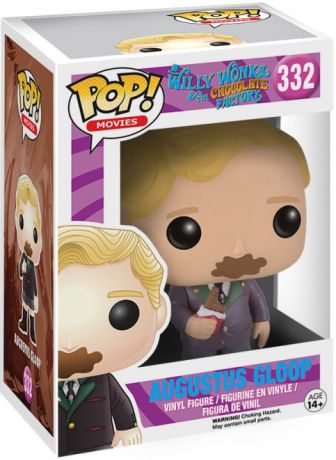 POP!
MOVIES
WILLY WONKA
& THE CHOCOLATE
FACTORY
332
POP!
MOVIES
AUGUSTUS GLOOP
332
AUGUSTUS GLOOP
VINYL FIGURE / FIGURINE EN VINYLE /
FIGURA DE VINIL
WARNING! Choking Hazard.
May contain small parts.
AGE
14+